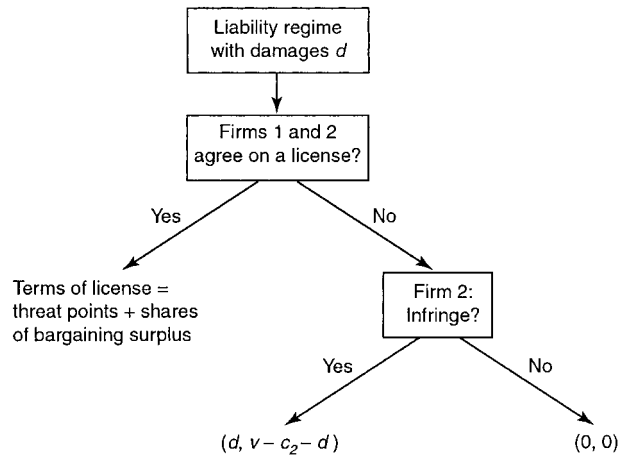 Liability regime
with damages d
Firms 1 and 2
agree on a license?
Yes
No
Terms of license =
threat points + shares
of bargaining surplus
Firm 2:
Infringe?
Yes
No
(d, v – c₂ – d )
(0, 0)